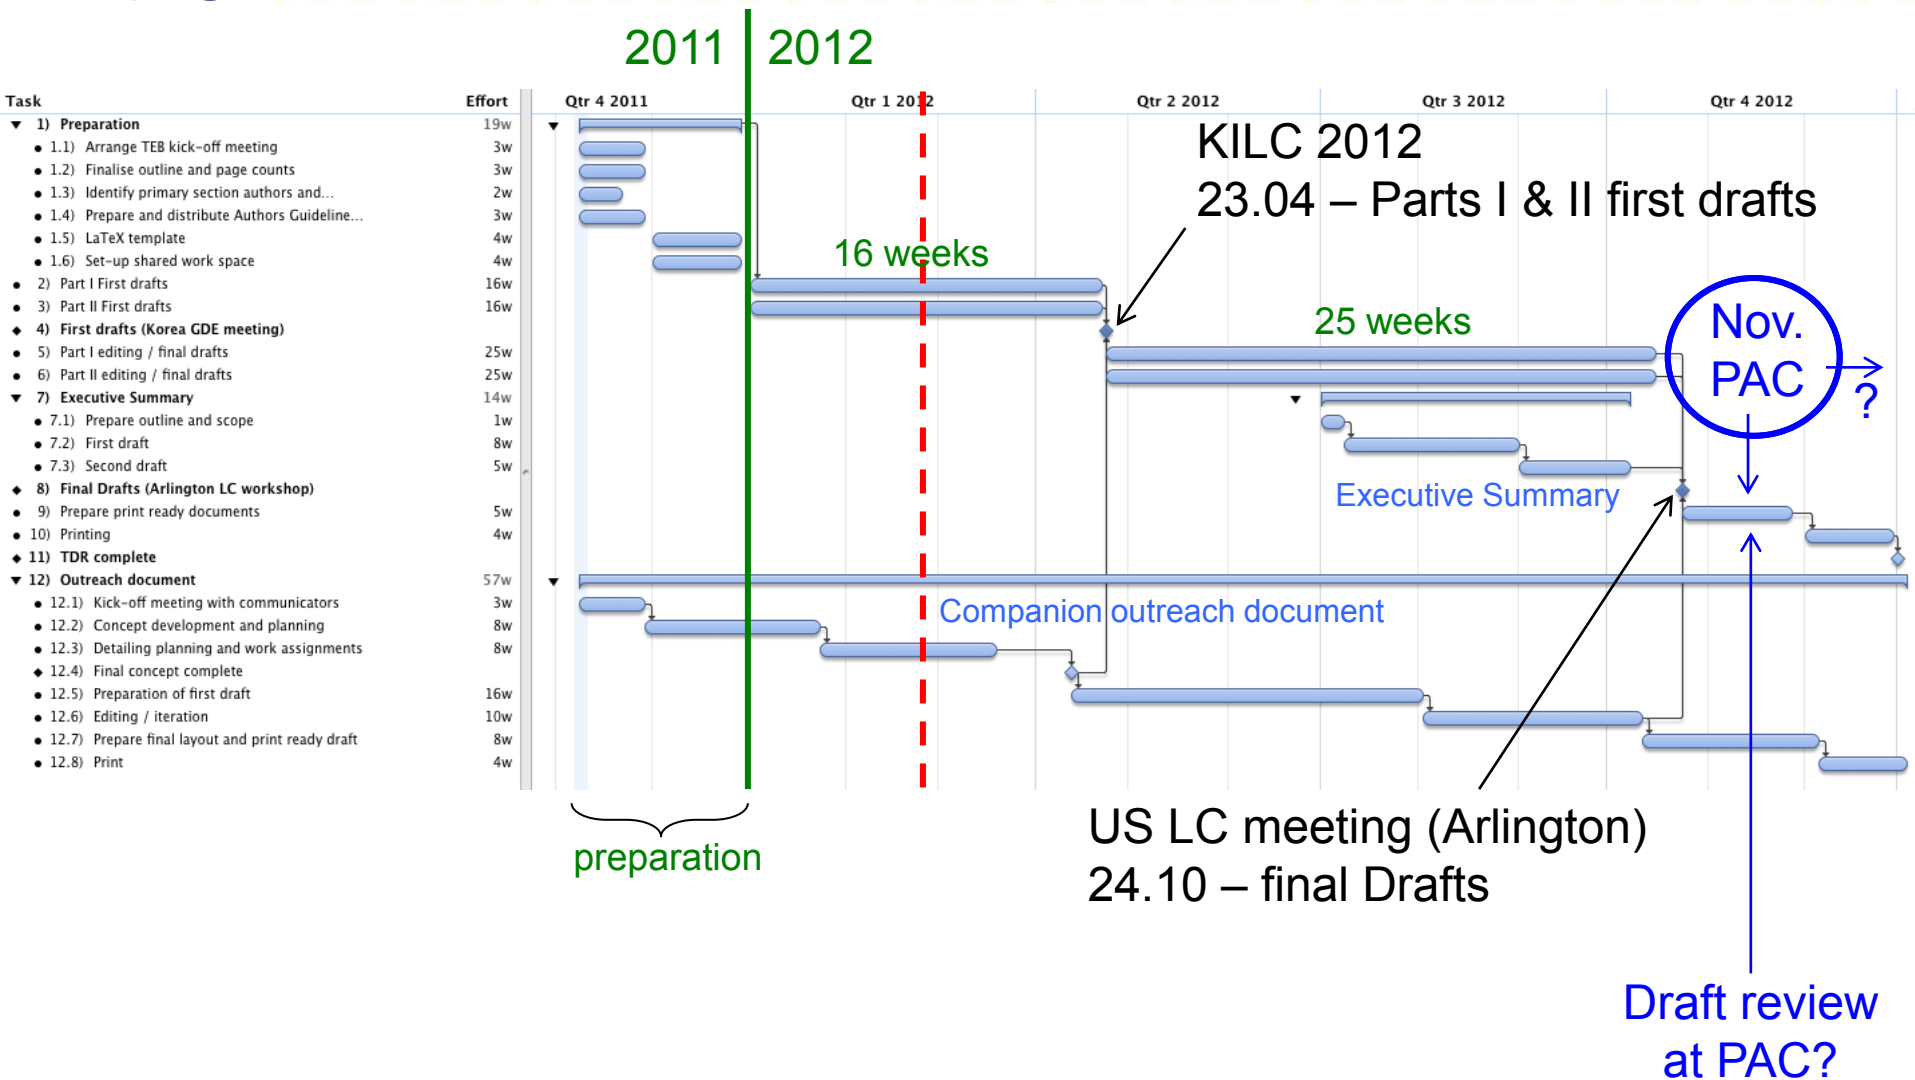 2011
2012
Task
Effort
Qtr 4 2011
Qtr 1 2012
Qtr 2 2012
Qtr 3 2012
Qtr 4 2012
1) Preparation 19w
1.1) Arrange TEB kick-off meeting 3w
1.2) Finalise outline and page counts 3w
1.3) Identify primary section authors and... 2w
1.4) Prepare and distribute Authors Guideline... 3w
1.5) LaTeX template 4w
1.6) Set-up shared work space 4w
2) Part I First drafts 16w
3) Part II First drafts 16w
4) First drafts (Korea GDE meeting)
5) Part I editing / final drafts 25w
6) Part II editing / final drafts 25w
7) Executive Summary 14w
7.1) Prepare outline and scope 1w
7.2) First draft 8w
7.3) Second draft 5w
8) Final Drafts (Arlington LC workshop)
9) Prepare print ready documents 5w
10) Printing 4w
11) TDR complete
12) Outreach document 57w
12.1) Kick-off meeting with communicators 3w
12.2) Concept development and planning 8w
12.3) Detailing planning and work assignments 8w
12.4) Final concept complete
12.5) Preparation of first draft 16w
12.6) Editing / iteration 10w
12.7) Prepare final layout and print ready draft 8w
12.8) Print 4w
KILC 2012
23.04 – Parts I & II first drafts
16 weeks
25 weeks
Nov.
PAC
?
Executive Summary
Companion outreach document
preparation
US LC meeting (Arlington)
24.10 – final Drafts
Draft review
at PAC?